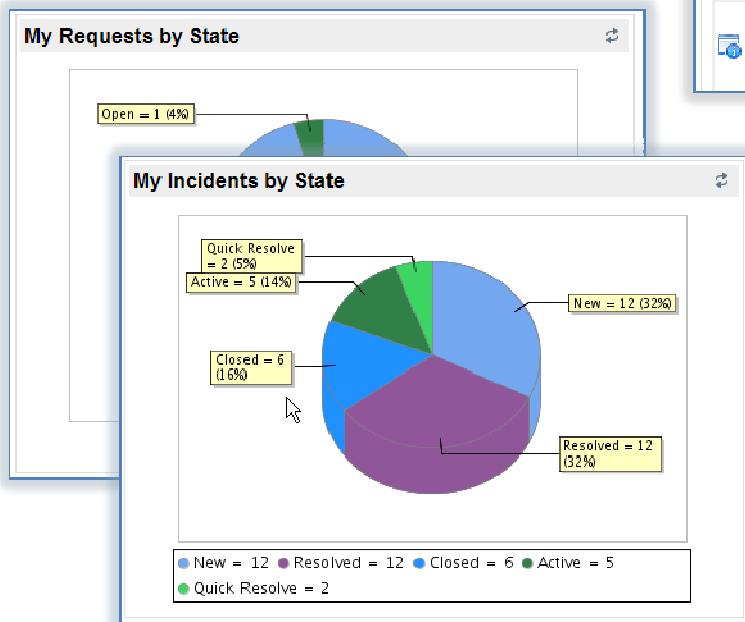 My Requests by State
Open = 1 (4%)
My Incidents by State
Quick Resolve
= 2 (5%)
Active = 5 (14%)
New = 12 (32%)
Closed = 6
(16%)
Resolved = 12
(32%)
New = 12 Resolved = 12 Closed = 6 Active = 5
Quick Resolve = 2